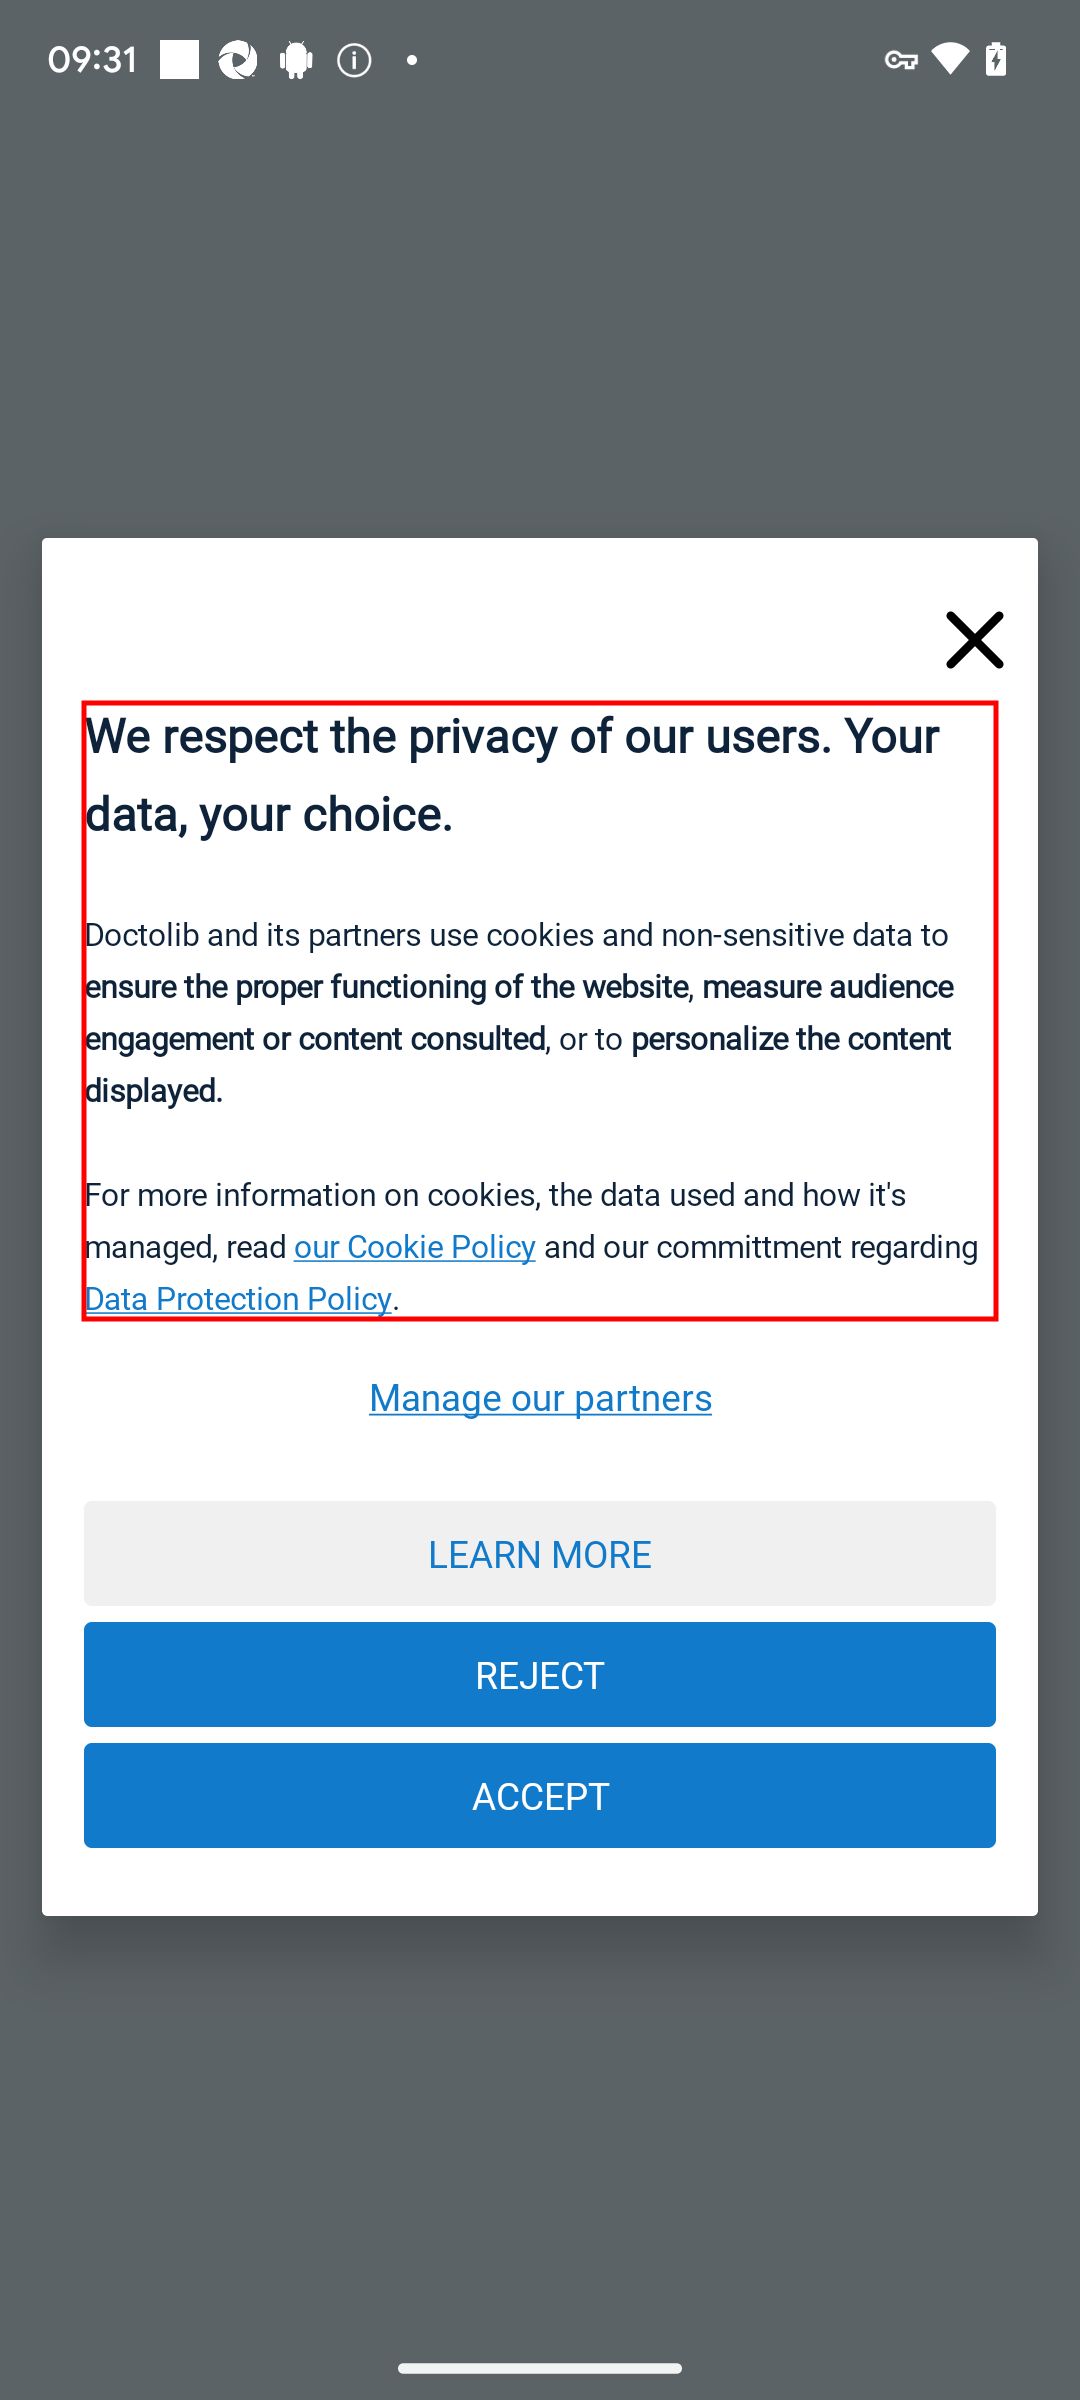 09:31
We respect the privacy of our users. Your
data, your choice.
Doctolib and its partners use cookies and non-sensitive data to
ensure the proper functioning of the website, measure audience
engagement or content consulted, or to personalize the content
displayed.
For more information on cookies, the data used and how it's
managed, read our Cookie Policy and our committment regarding
Data Protection Policy.
Manage our partners
LEARN MORE
REJECT
ACCEPT